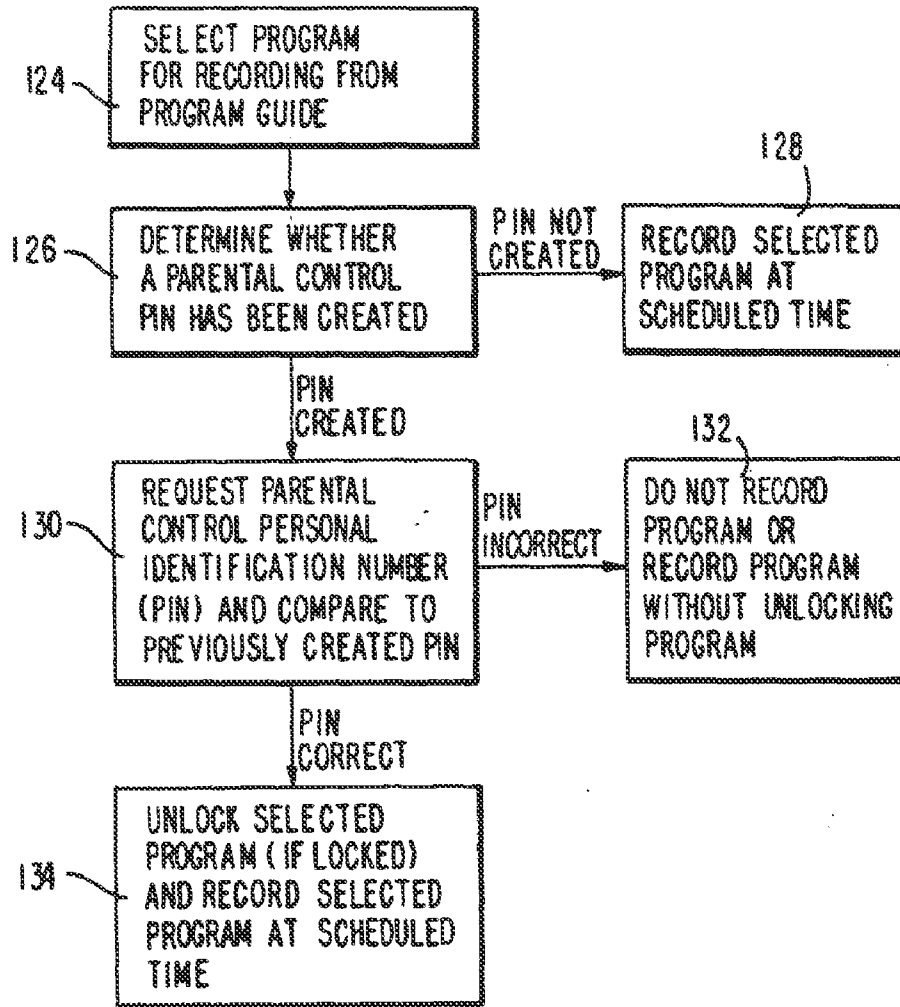 SELECT PROGRAM
FOR RECORDING FROM
PROGRAM GUIDE
124
128
DETERMINE WHETHER
A PARENTAL CONTROL
PIN HAS BEEN CREATED
126
PIN NOT
CREATED
RECORD SELECTED
PROGRAM AT
SCHEDULED TIME
PIN
CREATED
132
REQUEST PARENTAL
CONTROL PERSONAL
IDENTIFICATION NUMBER
(PIN) AND COMPARE TO
PREVIOUSLY CREATED PIN
130
PIN
INCORRECT
DO NOT RECORD
PROGRAM OR
RECORD PROGRAM
WITHOUT UNLOCKING
PROGRAM
PIN
CORRECT
UNLOCK SELECTED
PROGRAM (IF LOCKED)
AND RECORD SELECTED
PROGRAM AT SCHEDULED
TIME
134